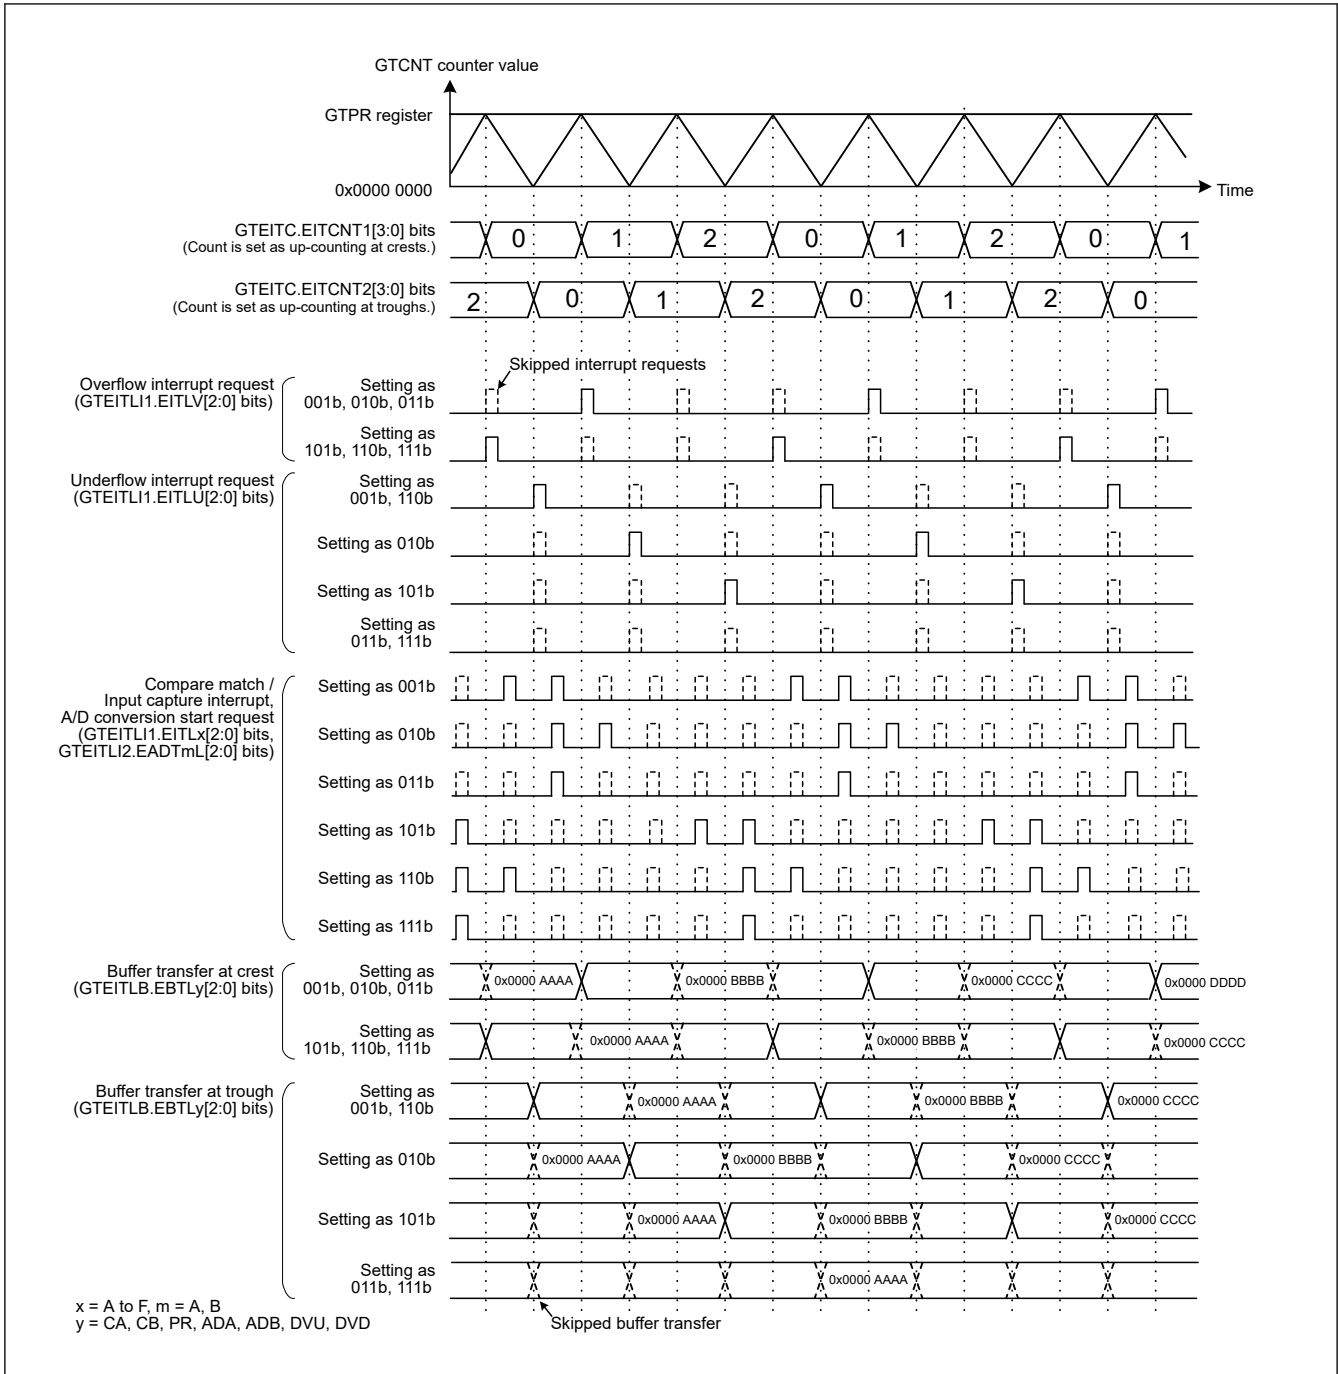 GTCNT counter value
GTPR register
0x0000 0000
Time
GTEITC.EITCNT1[3:0] bits
(Count is set as up-counting at crests.)
0 1 2 0 1 2 0 1
GTEITC.EITCNT2[3:0] bits
(Count is set as up-counting at troughs.)
2 0 1 2 0 1 2 0
Skipped interrupt requests
Overflow interrupt request
(GTEITLI1.EITLV[2:0] bits)
Setting as
001b, 010b, 011b
Setting as
101b, 110b, 111b
Underflow interrupt request
(GTEITLI1.EITLU[2:0] bits)
Setting as
001b, 110b
Setting as 010b
Setting as 101b
Setting as
011b, 111b
Compare match /
Input capture interrupt,
A/D conversion start request
(GTEITLI1.EITLx[2:0] bits,
GTEITLI2.EADTmL[2:0] bits)
Setting as 001b
Setting as 010b
Setting as 011b
Setting as 101b
Setting as 110b
Setting as 111b
Buffer transfer at crest
(GTEITLB.EBTLy[2:0] bits)
Setting as
001b, 010b, 011b
0x0000 AAAA 0x0000 BBBB 0x0000 CCCC 0x0000 DDDD
Setting as
101b, 110b, 111b
0x0000 AAAA 0x0000 BBBB 0x0000 CCCC
Buffer transfer at trough
(GTEITLB.EBTLy[2:0] bits)
Setting as
001b, 110b
0x0000 AAAA 0x0000 BBBB 0x0000 CCCC
Setting as 010b
0x0000 AAAA 0x0000 BBBB 0x0000 CCCC
Setting as 101b
0x0000 AAAA 0x0000 BBBB 0x0000 CCCC
Setting as
011b, 111b
0x0000 AAAA
x = A to F, m = A, B
y = CA, CB, PR, ADA, ADB, DVU, DVD
Skipped buffer transfer